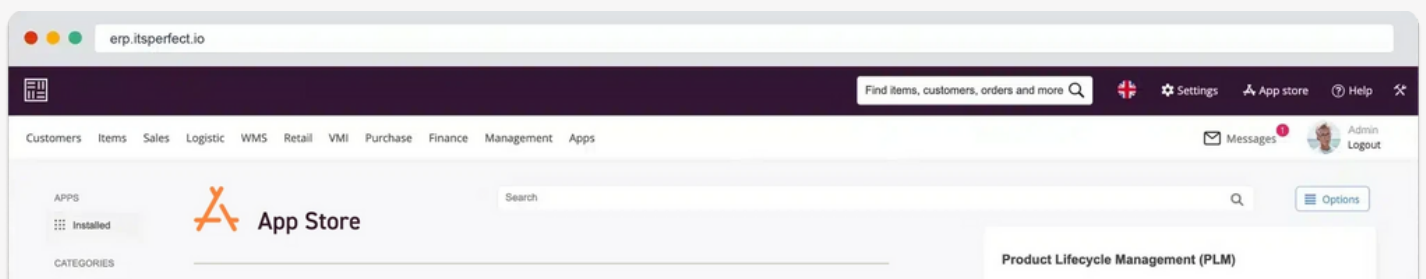 erp.itsperfect.io
Find items, customers, orders and more
Settings
App store
Help
Customers Items Sales Logistic WMS Retail VMI Purchase Finance Management Apps
Messages
!
Admin
Logout
APPS
Installed
App Store
Search
Options
CATEGORIES
Product Lifecycle Management (PLM)